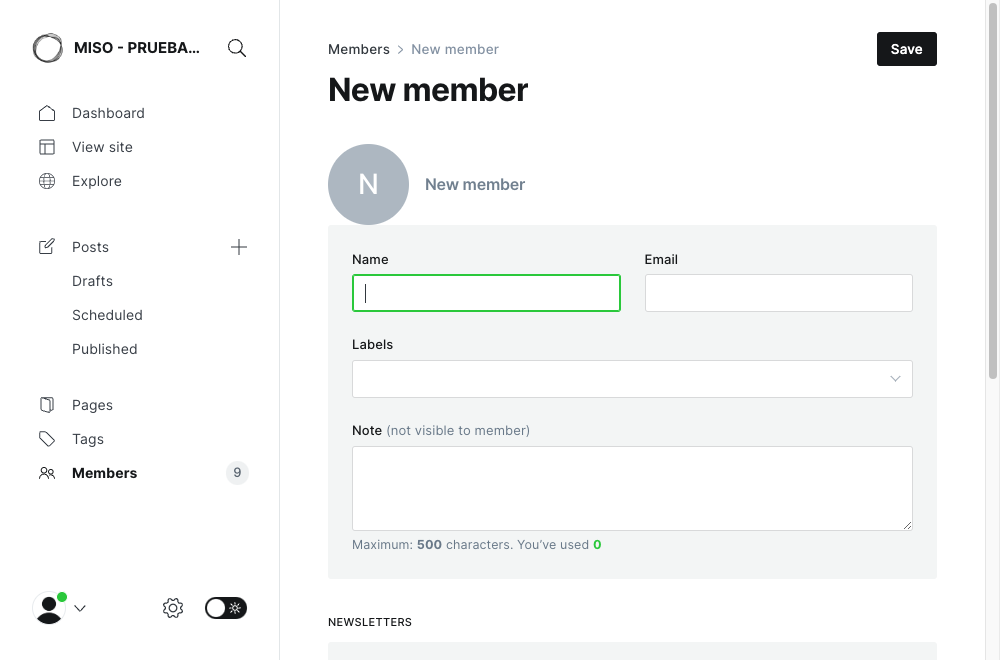 MISO - PRUEBA...
Dashboard
View site
Explore
Posts
Drafts
Scheduled
Published
Pages
Tags
Members 9
Members > New member
Save
New member
N
New member
Name
Email
Labels
Note (not visible to member)
Maximum: 500 characters. You've used 0
NEWSLETTERS